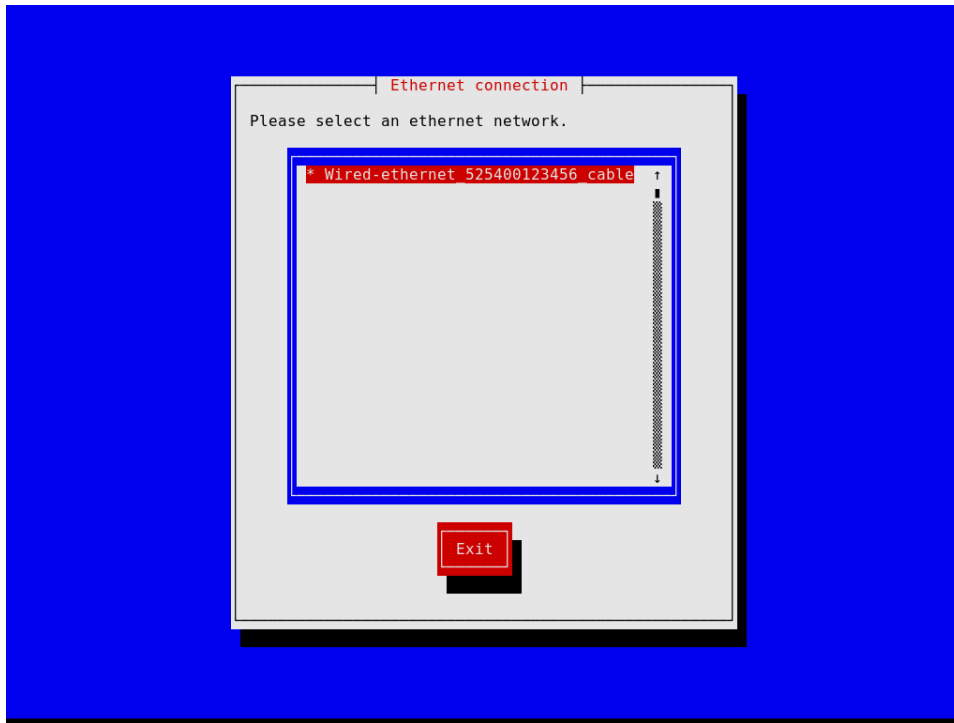 Ethernet connection
Please select an ethernet network.
* Wired-ethernet_525400123456_cable
Exit